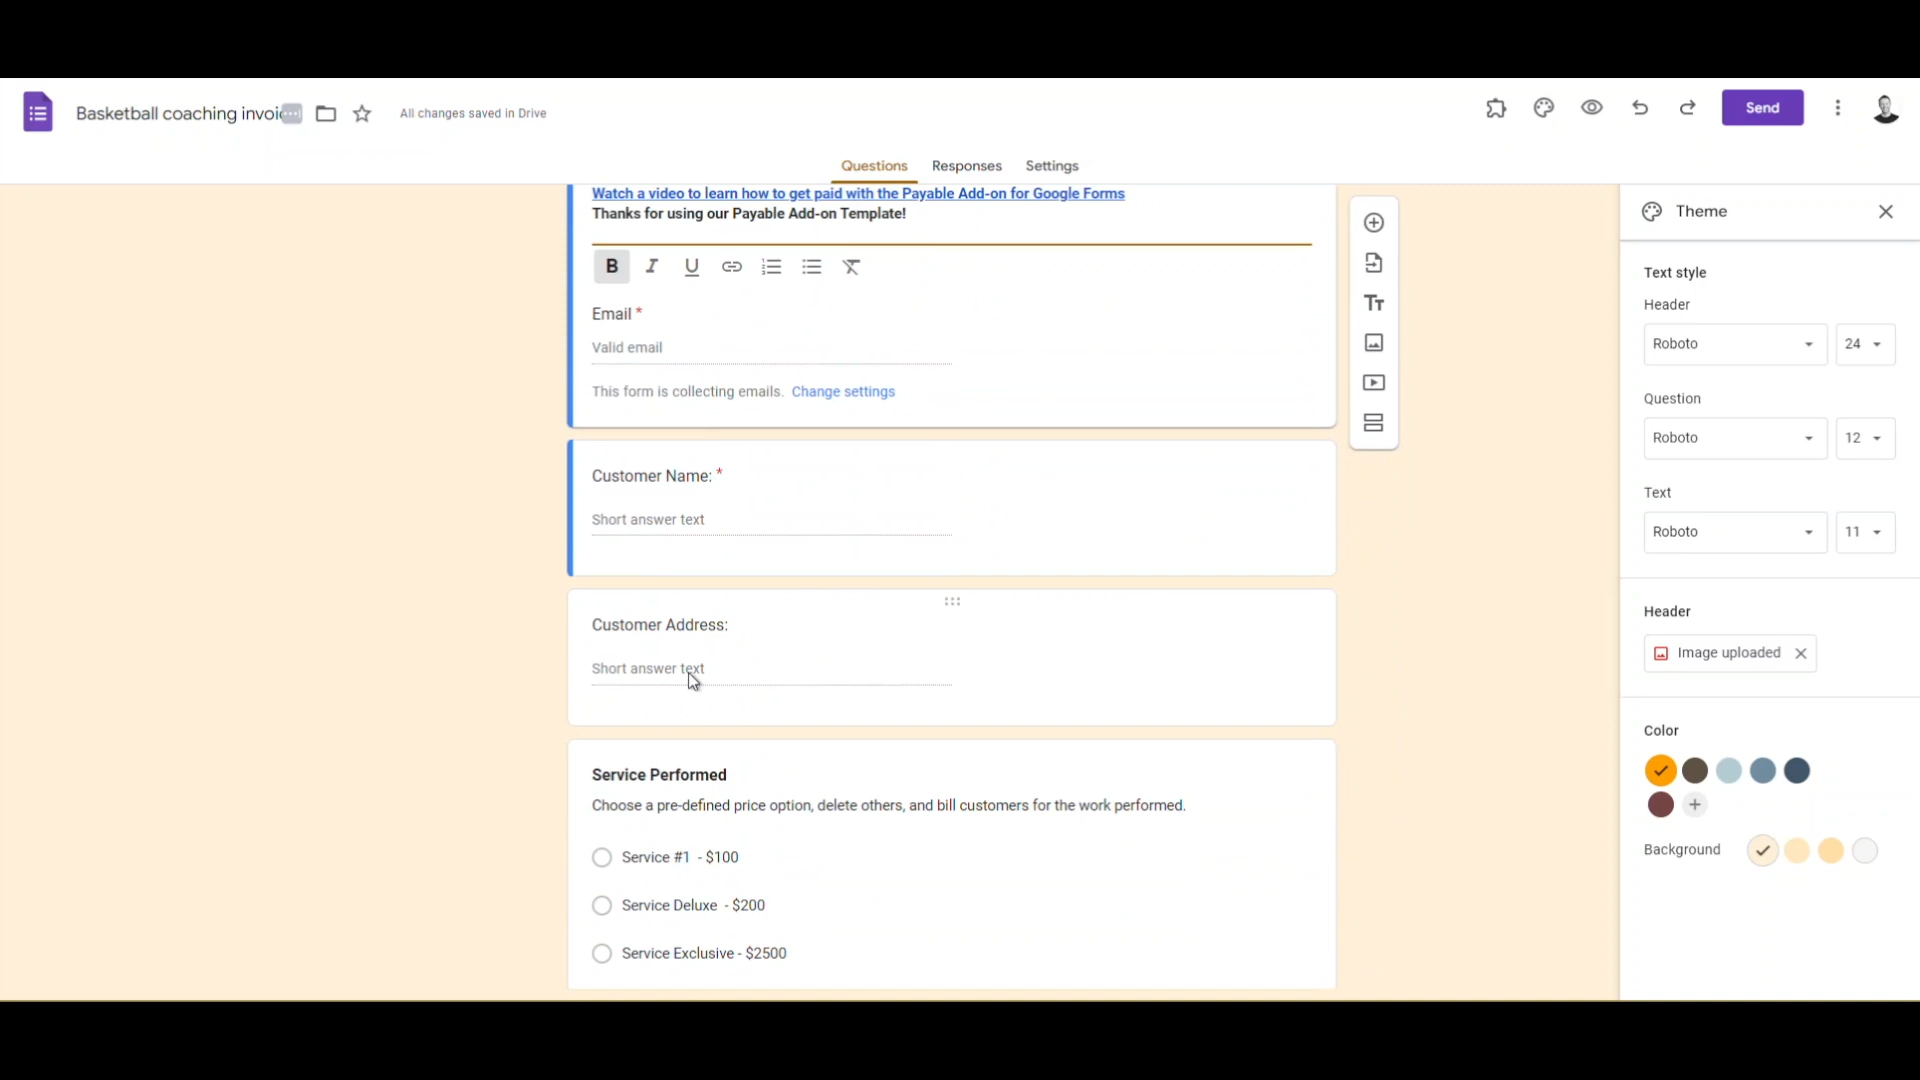 Basketball coaching invoi
All changes saved in Drive
Send
Questions Responses Settings
Watch a video to learn how to get paid with the Payable Add-on for Google Forms
Thanks for using our Payable Add-on Template!
B I U
Email *
Valid email
This form is collecting emails. Change settings
Customer Name: *
Short answer text
Customer Address:
Short answer text
Service Performed
Choose a pre-defined price option, delete others, and bill customers for the work performed.
Service #1 - $100
Service Deluxe - $200
Service Exclusive - $2500
Tт
Theme
Text style
Header
Roboto 24
Question
Roboto 12
Text
Roboto 11
Header
Image uploaded
Color
Background